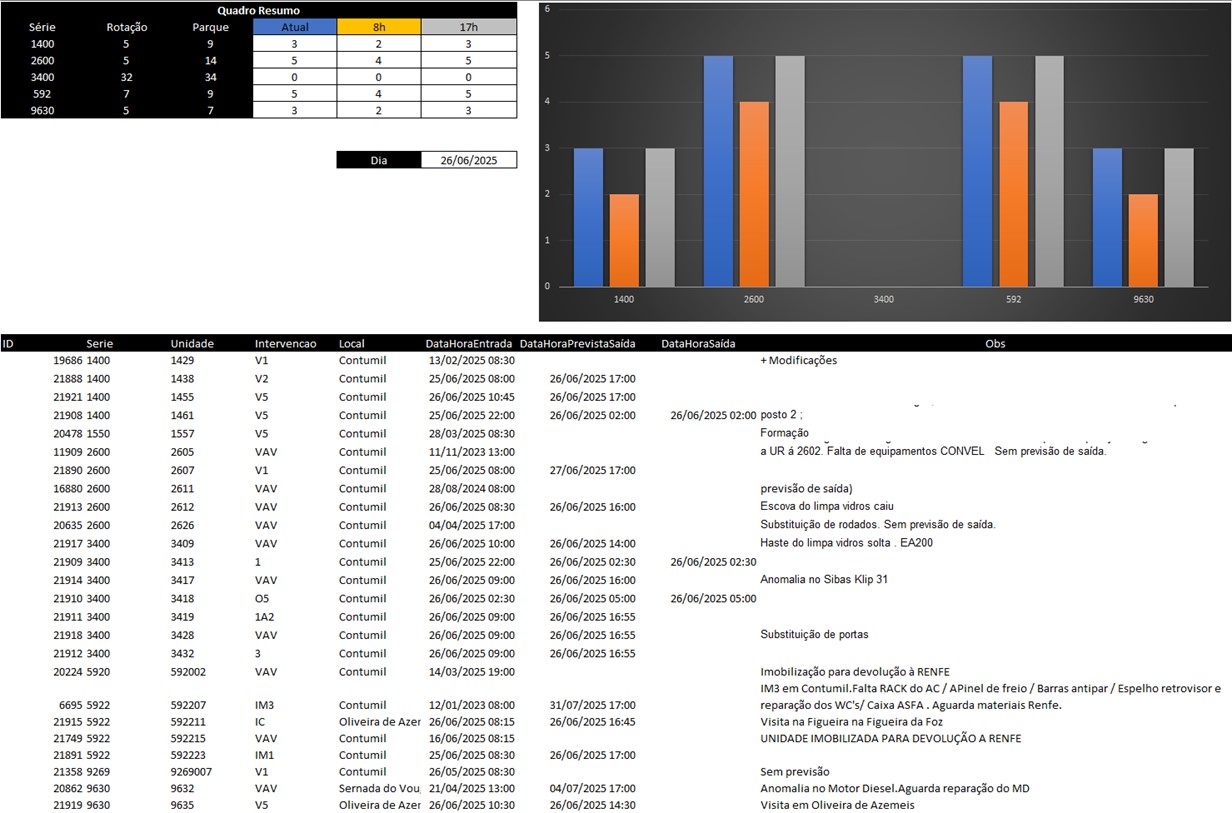 Quadro Resumo
Série Rotação Parque Atual 8h 17h
1400 5 9 3 2 3
2600 5 14 5 4 5
3400 32 34 0 0 0
592 7 9 5 4 5
9630 5 7 3 2 3
Dia 26/06/2025
6
5
4
3
2
1
0
1400 2600 3400 592 9630
ID Serie Unidade Intervencao Local DataHoraEntrada DataHoraPrevistaSaída DataHoraSaída Obs
19686 1400 1429 V1 Contumil 13/02/2025 08:30 + Modificações
21888 1400 1438 V2 Contumil 25/06/2025 08:00 26/06/2025 17:00
21921 1400 1455 V5 Contumil 26/06/2025 10:45 26/06/2025 17:00
21908 1400 1461 V5 Contumil 25/06/2025 22:00 26/06/2025 02:00 26/06/2025 02:00 posto 2 ;
20478 1550 1557 V5 Contumil 28/03/2025 08:30 Formação
11909 2600 2605 VAV Contumil 11/11/2023 13:00 a UR á 2602. Falta de equipamentos CONVEL Sem previsão de saída.
21890 2600 2607 V1 Contumil 25/06/2025 08:00 27/06/2025 17:00
16880 2600 2611 VAV Contumil 28/08/2024 08:00 previsão de saída)
21913 2600 2612 VAV Contumil 26/06/2025 08:30 26/06/2025 16:00 Escova do limpa vidros caiu
20635 2600 2626 VAV Contumil 04/04/2025 17:00 Substituição de rodados. Sem previsão de saída.
21917 3400 3409 VAV Contumil 26/06/2025 10:00 26/06/2025 14:00 Haste do limpa vidros solta . EA200
21909 3400 3413 1 Contumil 25/06/2025 22:00 26/06/2025 02:30 26/06/2025 02:30
21914 3400 3417 VAV Contumil 26/06/2025 09:00 26/06/2025 16:00 Anomalia no Sibas Klip 31
21910 3400 3418 O5 Contumil 26/06/2025 02:30 26/06/2025 05:00 26/06/2025 05:00
21911 3400 3419 1A2 Contumil 26/06/2025 09:00 26/06/2025 16:55
21918 3400 3428 VAV Contumil 26/06/2025 09:00 26/06/2025 16:55 Substituição de portas
21912 3400 3432 3 Contumil 26/06/2025 09:00 26/06/2025 16:55
20224 5920 592002 VAV Contumil 14/03/2025 19:00 Imobilização para devolução à RENFE
IM3 em Contumil.Falta RACK do AC / APinel de freio / Barras antipar / Espelho retrovisor e
6695 5922 592207 IM3 Contumil 12/01/2023 08:00 31/07/2025 17:00 reparação dos WC's/ Caixa ASFA . Aguarda materiais Renfe.
21915 5922 592211 IC Oliveira de Azer 26/06/2025 08:15 26/06/2025 16:45 Visita na Figueira na Figueira da Foz
21749 5922 592215 VAV Contumil 16/06/2025 08:15 UNIDADE IMOBILIZADA PARA DEVOLUÇÃO A RENFE
21891 5922 592223 IM1 Contumil 25/06/2025 08:30 26/06/2025 17:00
21358 9269 9269007 V1 Contumil 26/05/2025 08:30 Sem previsão
20862 9630 9632 VAV Sernada do Vou 21/04/2025 13:00 04/07/2025 17:00 Anomalia no Motor Diesel.Aguarda reparação do MD
21919 9630 9635 V5 Oliveira de Azer 26/06/2025 10:30 26/06/2025 14:30 Visita em Oliveira de Azemeis